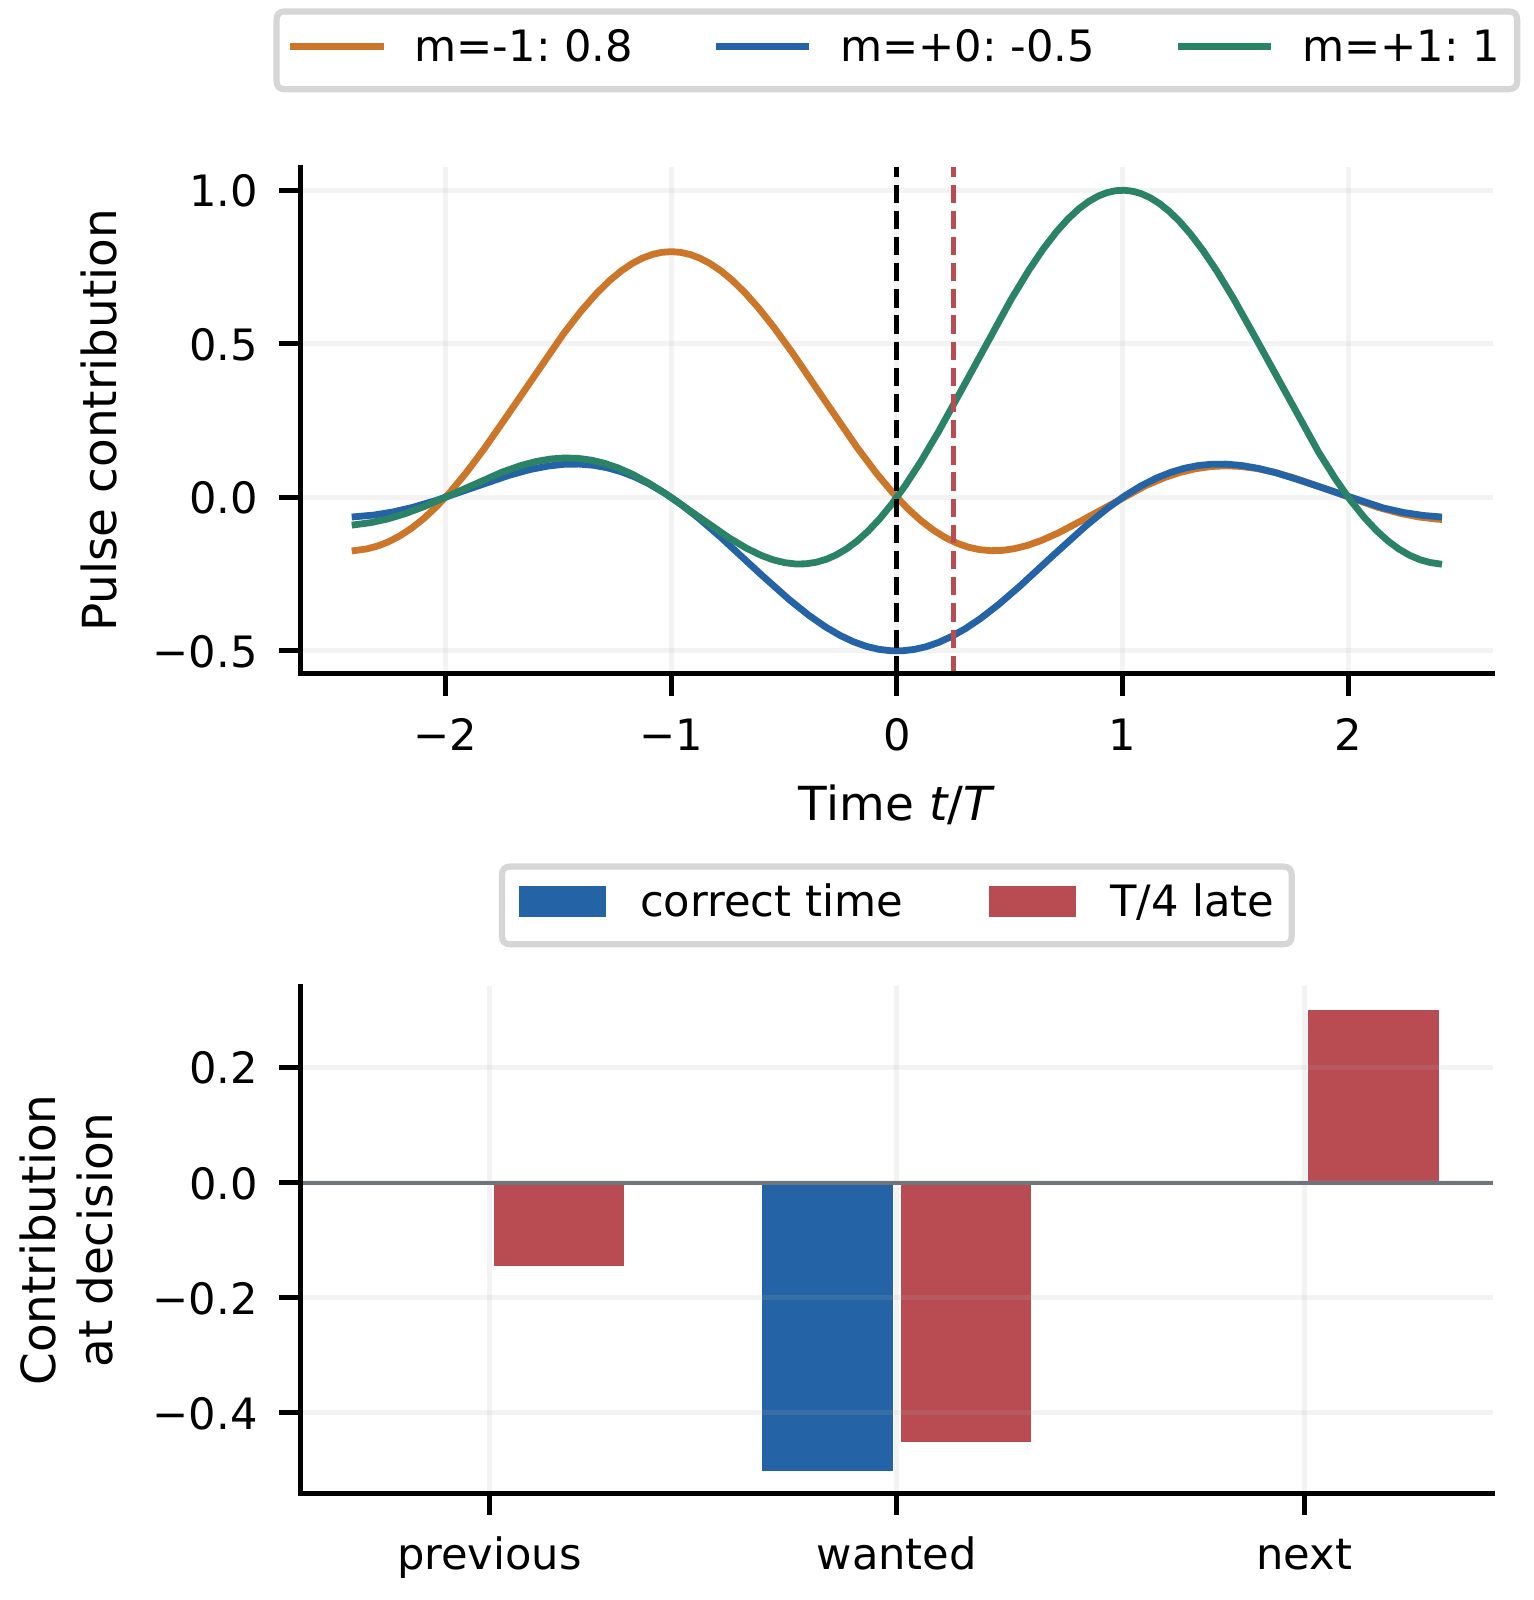 m=-1: 0.8 m=+0: -0.5 m=+1: 1
1.0
0.5
0.0
−0.5
Pulse contribution
−2 −1 0 1 2
Time t/T
correct time T/4 late
0.2
0.0
−0.2
−0.4
Contribution
at decision
previous wanted next